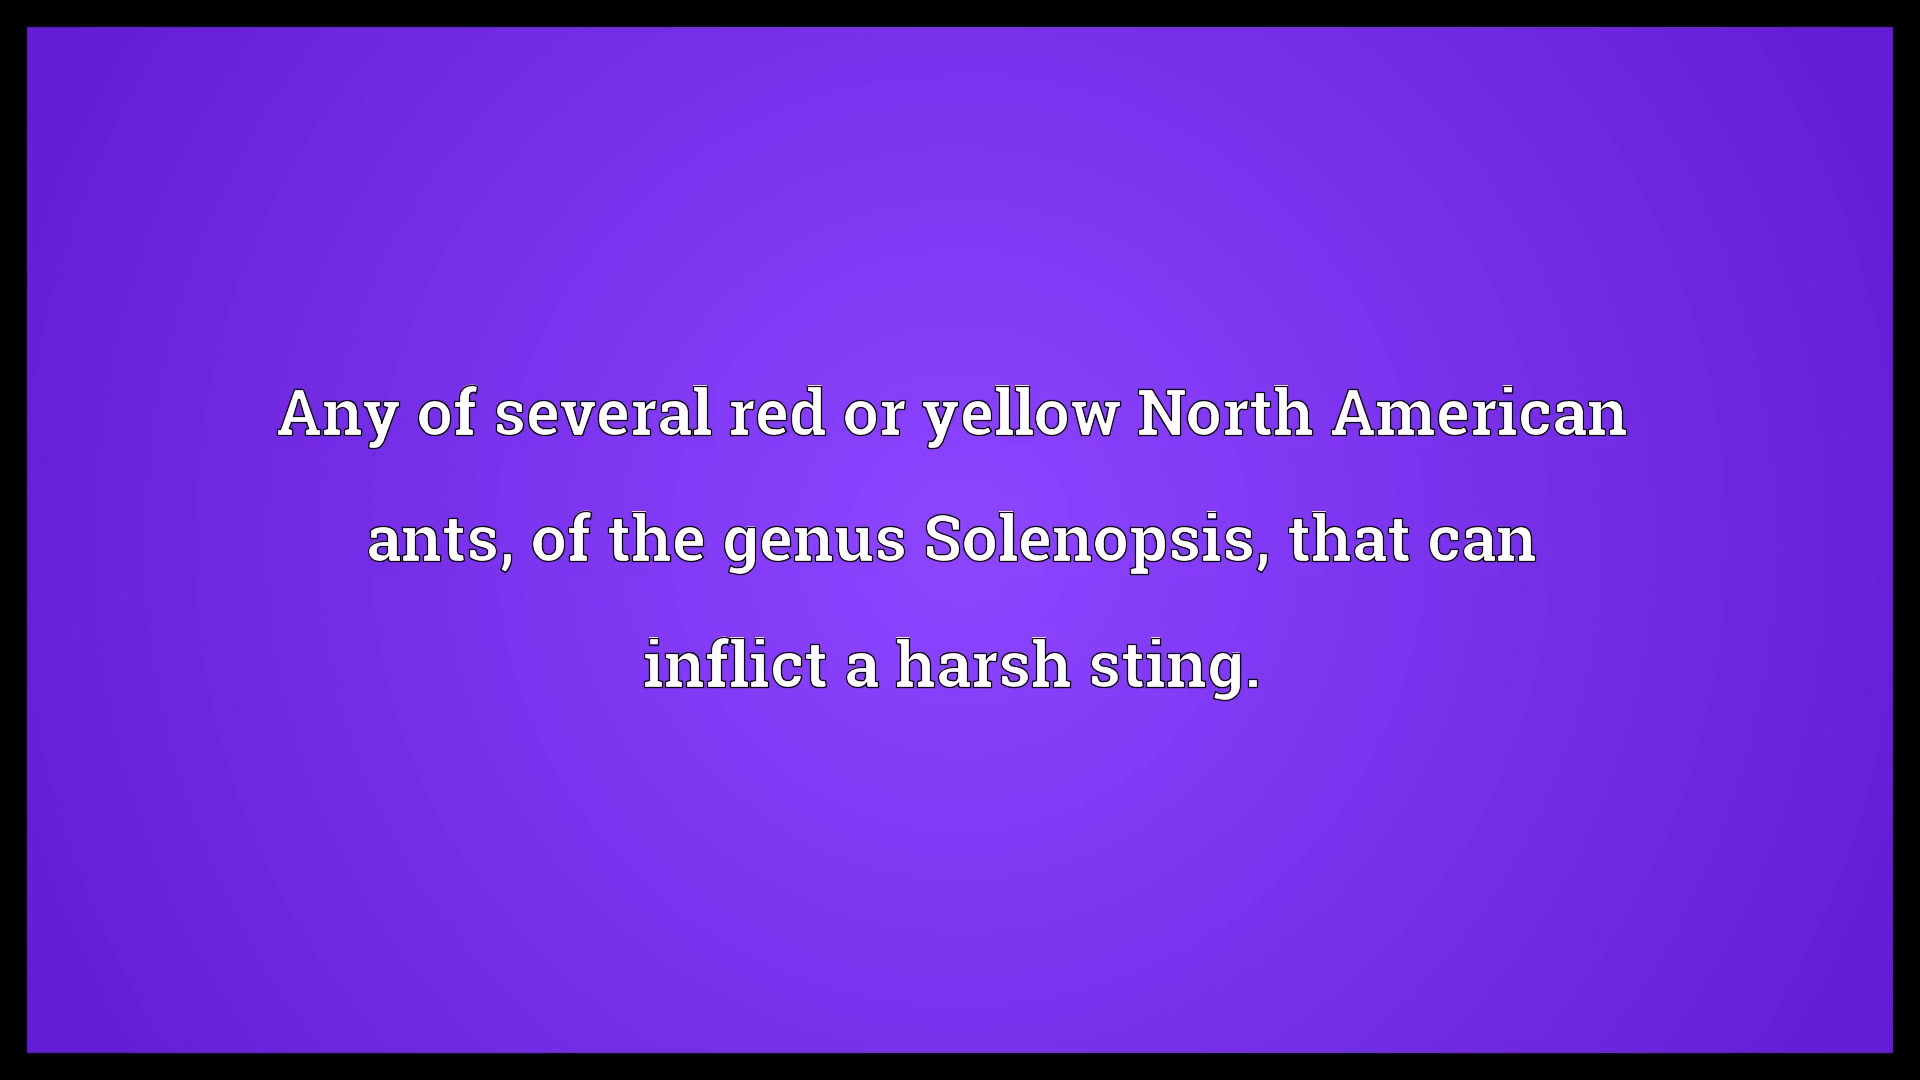 Any of several red or yellow North American
ants, of the genus Solenopsis, that can
inflict a harsh sting.